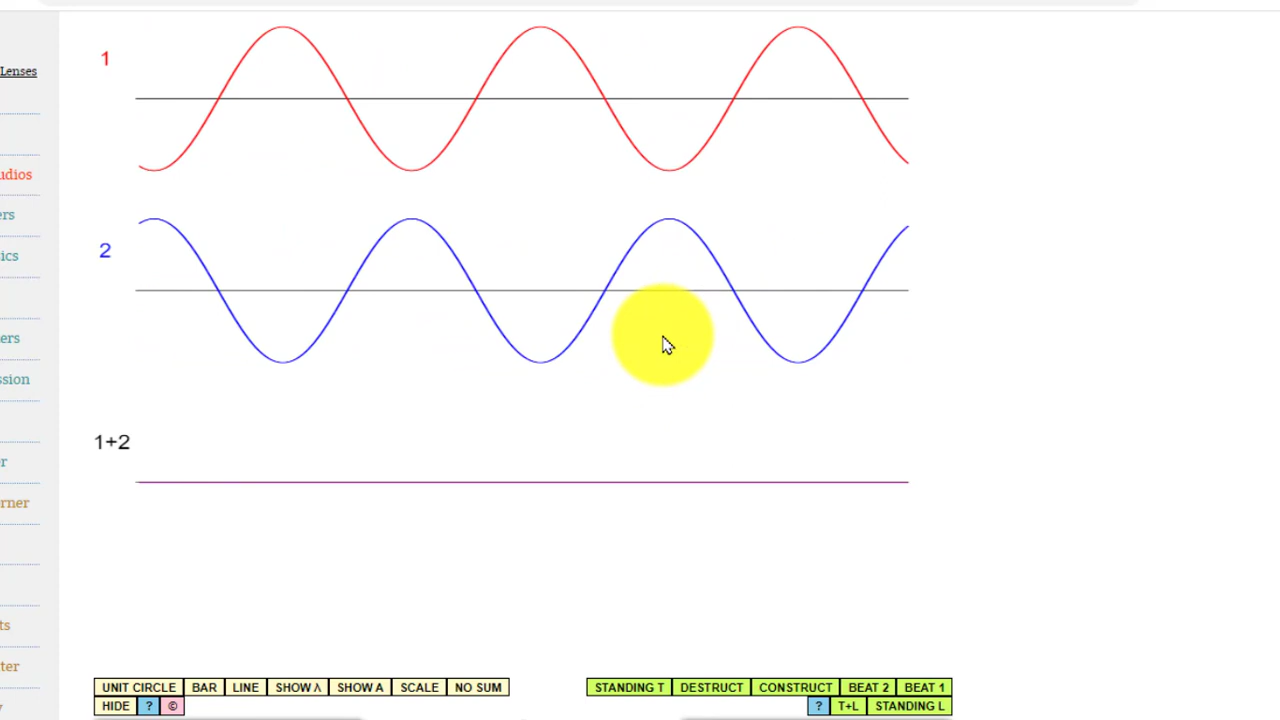 1
Lenses
udios
ers
2
ics
ers
ssion
1+2
er
rner
ts
ter
y
UNIT CIRCLE BAR LINE SHOW Λ SHOW A SCALE NO SUM
HIDE ? ©
STANDING T DESTRUCT CONSTRUCT BEAT 2 BEAT 1
? T+L STANDING L